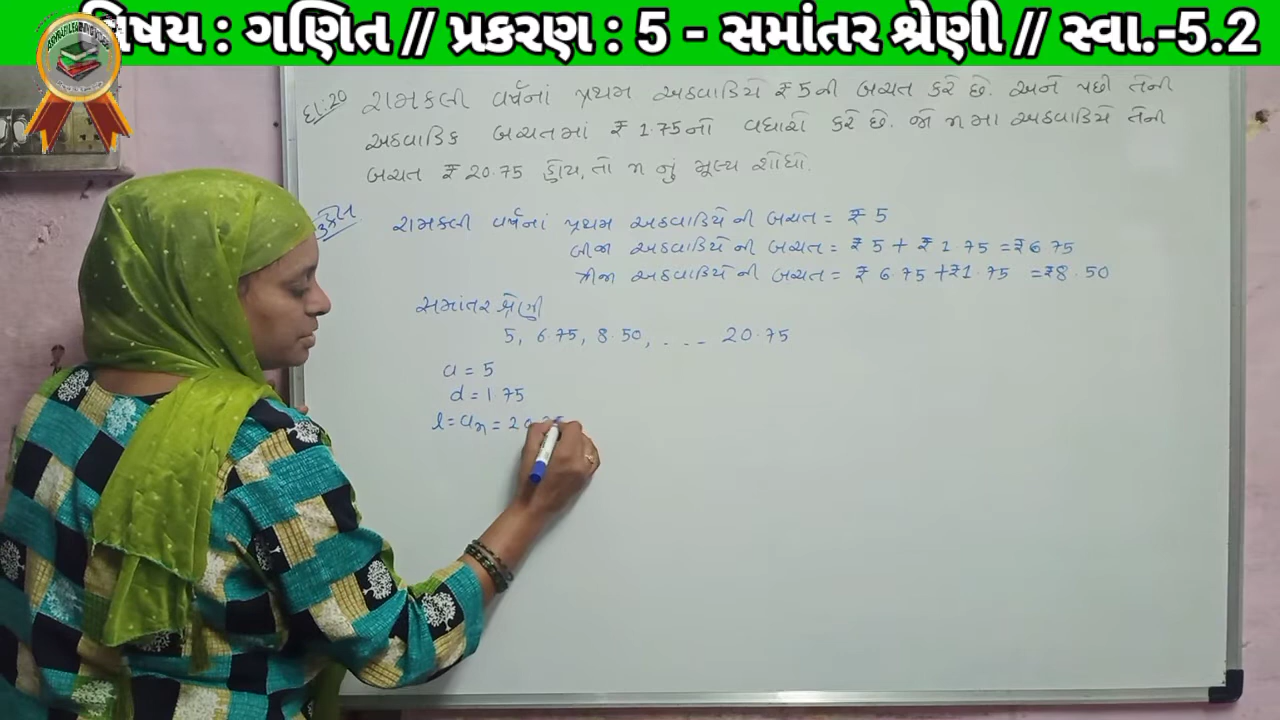 વિષય : ગણિત // પ્રકરણ : 5 - સમાંતર શ્રેણી // સ્વા.-5.2
દા:20 રામકલી વર્ષનાં પ્રથમ અઠવાડિયે ₹ 5ની બચત કરે છે. અને પછી તેની
અઠવાડિક બચતમાં ₹ 1.75નો વધારો કરે છે. જો n મા અઠવાડિયે તેની
બચત ₹ 20.75 હોય, તો n નું મૂલ્ય શોધો.
ઉકેલ રામકલી વર્ષનાં પ્રથમ અઠવાડિયેની બચત = ₹ 5
બીજા અઠવાડિયેની બચત = ₹ 5 + ₹ 1.75 = ₹ 6.75
ત્રીજા અઠવાડિયેની બચત = ₹ 6.75 + ₹1.75 = ₹8.50
સમાંતર શ્રેણી
5, 6.75, 8.50, . . . 20.75
a = 5
d = 1.75
l = an = 20.75